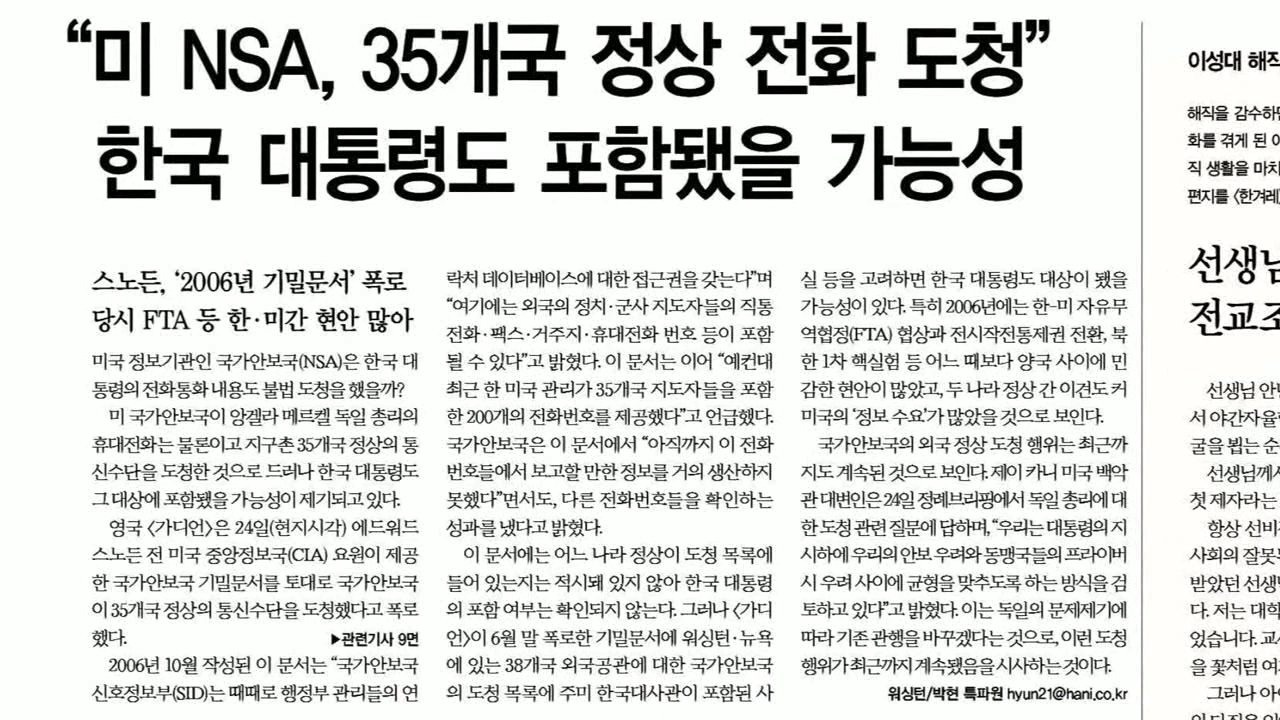 “미 NSA, 35개국 정상 전화 도청”
한국 대통령도 포함됐을 가능성
스노든, ‘2006년 기밀문서’ 폭로
당시 FTA 등 한·미간 현안 많아
미국 정보기관인 국가안보국(NSA)은 한국 대
통령의 전화통화 내용도 불법 도청을 했을까?
미 국가안보국이 앙겔라 메르켈 독일 총리의
휴대전화는 물론이고 지구촌 35개국 정상의 통
신수단을 도청한 것으로 드러나 한국 대통령도
그 대상에 포함됐을 가능성이 제기되고 있다.
영국 〈가디언〉은 24일(현지시각) 에드워드
스노든 전 미국 중앙정보국(CIA) 요원이 제공
한 국가안보국 기밀문서를 토대로 국가안보국
이 35개국 정상의 통신수단을 도청했다고 폭로
했다. ▶관련기사 9면
2006년 10월 작성된 이 문서는 “국가안보국
신호정보부(SID)는 때때로 행정부 관리들의 연
락처 데이터베이스에 대한 접근권을 갖는다”며
“여기에는 외국의 정치·군사 지도자들의 직통
전화·팩스·거주지·휴대전화 번호 등이 포함
될 수 있다”고 밝혔다. 이 문서는 이어 “예컨대
최근 한 미국 관리가 35개국 지도자들을 포함
한 200개의 전화번호를 제공했다”고 언급했다.
국가안보국은 이 문서에서 “아직까지 이 전화
번호들에서 보고할 만한 정보를 거의 생산하지
못했다”면서도, 다른 전화번호들을 확인하는
성과를 냈다고 밝혔다.
이 문서에는 어느 나라 정상이 도청 목록에
들어 있는지는 적시돼 있지 않아 한국 대통령
의 포함 여부는 확인되지 않는다. 그러나 〈가디
언〉이 6월 말 폭로한 기밀문서에 워싱턴·뉴욕
에 있는 38개국 외국공관에 대한 국가안보국
의 도청 목록에 주미 한국대사관이 포함된 사
실 등을 고려하면 한국 대통령도 대상이 됐을
가능성이 있다. 특히 2006년에는 한-미 자유무
역협정(FTA) 협상과 전시작전통제권 전환, 북
한 1차 핵실험 등 어느 때보다 양국 사이에 민
감한 현안이 많았고, 두 나라 정상 간 이견도 커
미국의 ‘정보 수요’가 많았을 것으로 보인다.
국가안보국의 외국 정상 도청 행위는 최근까
지도 계속된 것으로 보인다. 제이 카니 미국 백악
관 대변인은 24일 정례브리핑에서 독일 총리에 대
한 도청 관련 질문에 답하며, “우리는 대통령의 지
시하에 우리의 안보 우려와 동맹국들의 프라이버
시 우려 사이에 균형을 맞추도록 하는 방식을 검
토하고 있다”고 밝혔다. 이는 독일의 문제제기에
따라 기존 관행을 바꾸겠다는 것으로, 이런 도청
행위가 최근까지 계속됐음을 시사하는 것이다.
워싱턴/박현 특파원 hyun21@hani.co.kr
이성대 해직
해직을 감수하
화를 겪게 된
직 생활을 마치
편지를 〈한겨레
선생님
전교조
선생님 안
서 야간자율
굴을 뵙는 순
선생님께서
첫 제자라는
항상 선비
사회의 잘못
받았던 선생
다. 저는 대학
었습니다. 교
을 꽃처럼 여
그러나